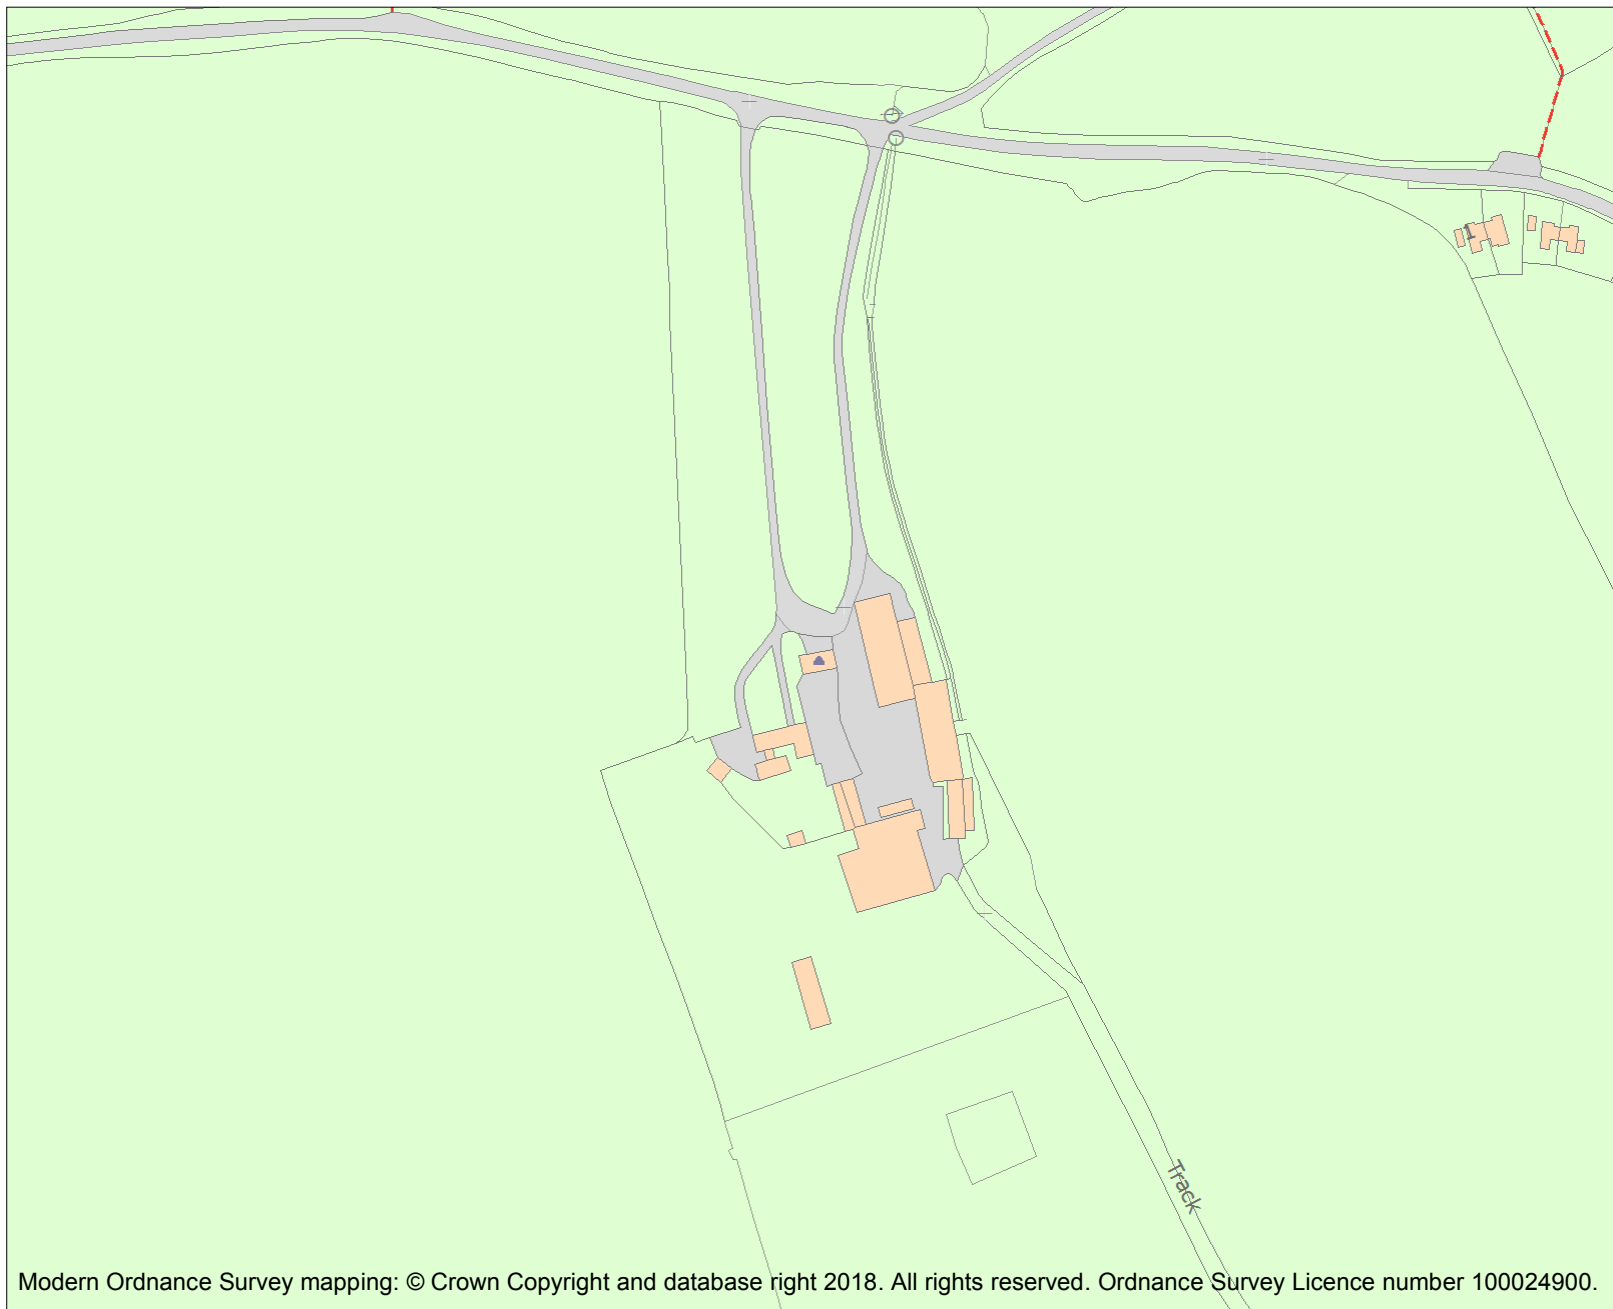 1
Track
Modern Ordnance Survey mapping: © Crown Copyright and database right 2018. All rights reserved. Ordnance Survey Licence number 100024900.